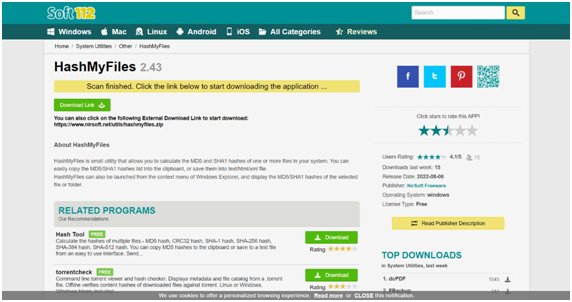 Soft112
Search
Windows Mac Linux Android iOS All Categories Reviews
Home / System Utilities / Other / HashMyFiles
HashMyFiles 2.43
Scan finished. Click the link below to start downloading the application ...
Download Link
You can also click on the following External Download Link to start download:
https://www.nirsoft.net/utils/hashmyfiles.zip
About HashMyFiles
HashMyFiles is small utility that allows you to calculate the MD5 and SHA1 hashes of one or more files in your system. You can
easily copy the MD5/SHA1 hashes list into the clipboard, or save them into text/html/xml file.
HashMyFiles can also be launched from the context menu of Windows Explorer, and display the MD5/SHA1 hashes of the selected
file or folder.
RELATED PROGRAMS
Our Recommendations
Hash Tool FREE
Calculate the hashes of multiple files - MD5 hash, CRC32 hash, SHA-1 hash, SHA-256 hash,
SHA-384 hash, SHA-512 hash. You can copy MD5 hashes to the clipboard or save to a text file
from an easy to use interface. Send...
Download
Rating:
torrentcheck FREE
Command line torrent viewer and hash checker. Displays metadata and file catalog from a .torrent
file. Offline verifies content hashes of downloaded files against torrent. Linux or Windows,
Download
Rating:
Click stars to rate this APP!
Users Rating: 4.1/5 15
Downloads last week: 15
Release Date: 2022-08-06
Publisher: NirSoft Freeware
Operating System: windows
License Type: Free
Read Publisher Description
TOP DOWNLOADS
in System Utilities, last week
1. doPDF 1545
We use cookies to offer a personalized browsing experience. Read more or CLOSE this notification.